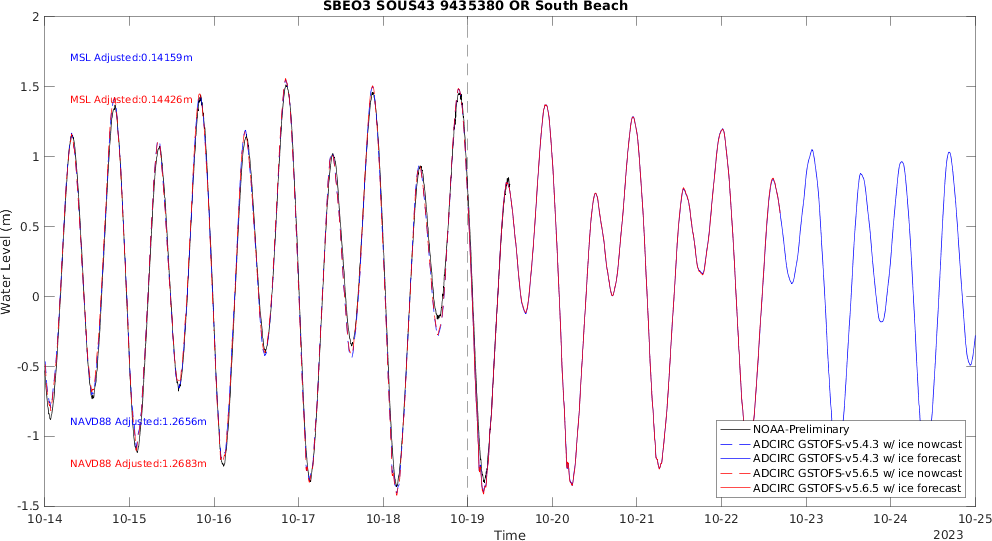 SBEO3 SOUS43 9435380 OR South Beach
2
1.5
1
0.5
0
-0.5
-1
-1.5
Water Level (m)
MSL Adjusted:0.14159m
MSL Adjusted:0.14426m
NAVD88 Adjusted:1.2656m
NAVD88 Adjusted:1.2683m
NOAA-Preliminary
ADCIRC GSTOFS-v5.4.3 w/ ice nowcast
ADCIRC GSTOFS-v5.4.3 w/ ice forecast
ADCIRC GSTOFS-v5.6.5 w/ ice nowcast
ADCIRC GSTOFS-v5.6.5 w/ ice forecast
10-14 10-15 10-16 10-17 10-18 10-19 10-20 10-21 10-22 10-23 10-24 10-25
Time
2023